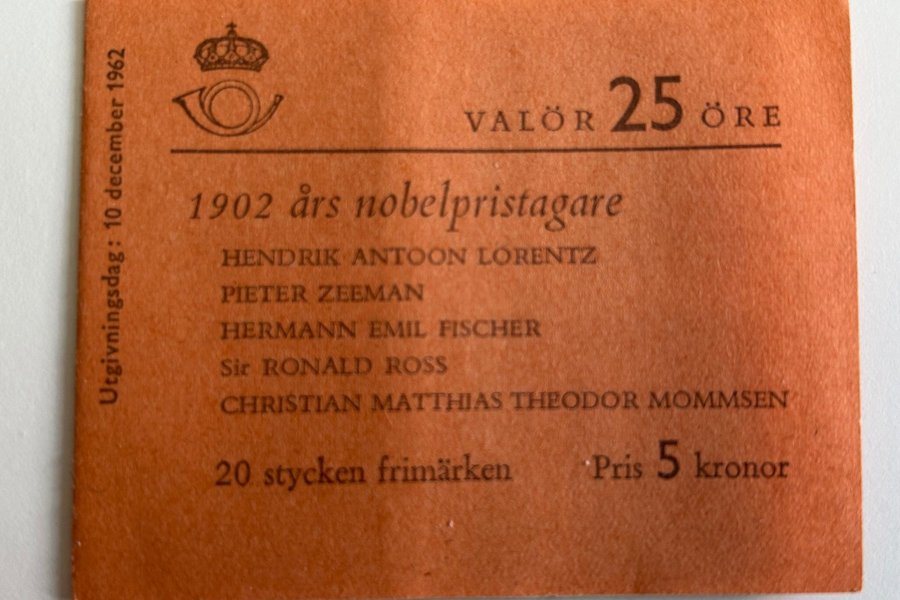 Utgivningsdag: 10 december 1962
VALÖR 25 ÖRE
1902 års nobelpristagare
HENDRIK ANTOON LORENTZ
PIETER ZEEMAN
HERMANN EMIL FISCHER
Sir RONALD ROSS
CHRISTIAN MATTHIAS THEODOR MOMMSEN
20 stycken frimärken Pris 5 kronor